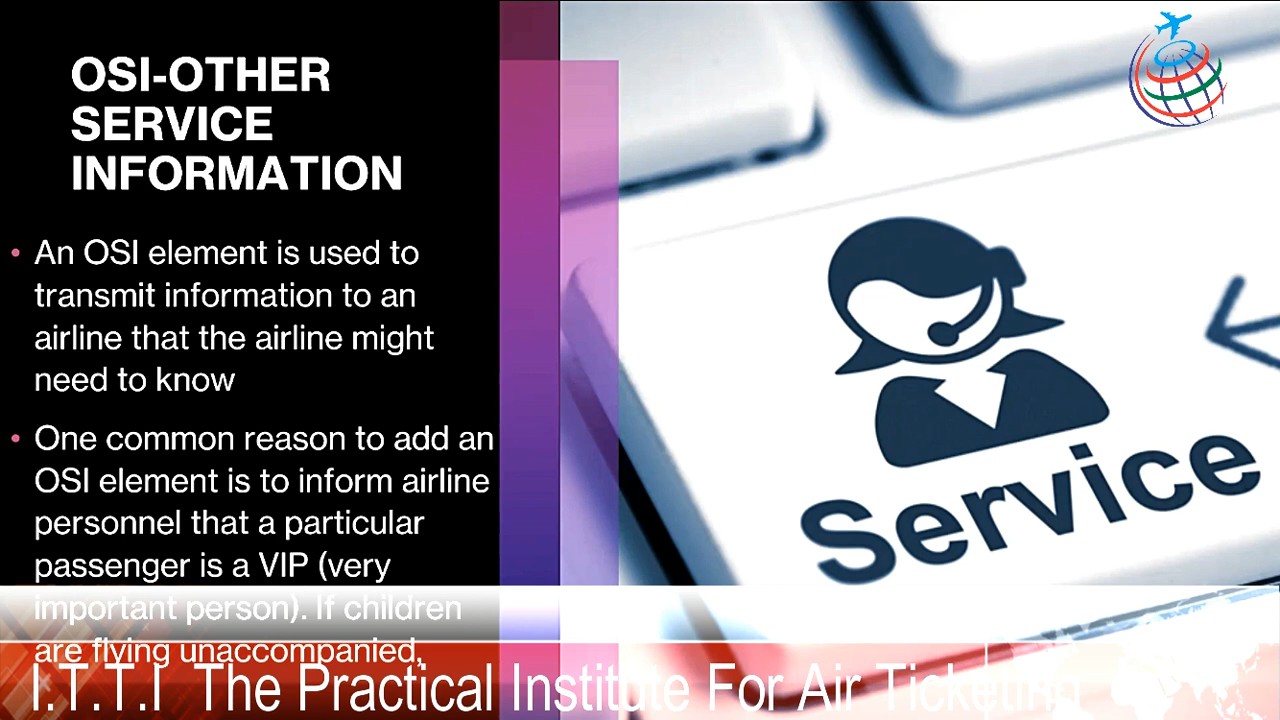 OSI-OTHER
SERVICE
INFORMATION
• An OSI element is used to
transmit information to an
airline that the airline might
need to know
• One common reason to add an
OSI element is to inform airline
personnel that a particular
passenger is a VIP (very
important person). If children
are flying unaccompanied,
Service
I.T.T.I The Practical Institute For Air Ticketing